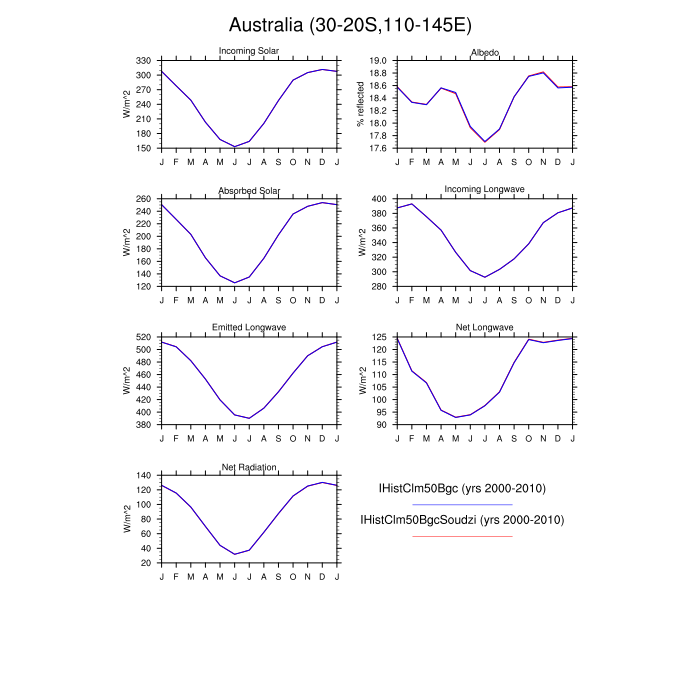 Australia (30-20S,110-145E)
Incoming Solar
W/m^2
330
300
270
240
210
180
150
J F M A M J J A S O N D J
Albedo
% reflected
19.0
18.8
18.6
18.4
18.2
18.0
17.8
17.6
J F M A M J J A S O N D J
Absorbed Solar
W/m^2
260
240
220
200
180
160
140
120
J F M A M J J A S O N D J
Incoming Longwave
W/m^2
400
380
360
340
320
300
280
J F M A M J J A S O N D J
Emitted Longwave
W/m^2
520
500
480
460
440
420
400
380
J F M A M J J A S O N D J
Net Longwave
W/m^2
125
120
115
110
105
100
95
90
J F M A M J J A S O N D J
Net Radiation
W/m^2
140
120
100
80
60
40
20
J F M A M J J A S O N D J
IHistClm50Bgc (yrs 2000-2010)
IHistClm50BgcSoudzi (yrs 2000-2010)